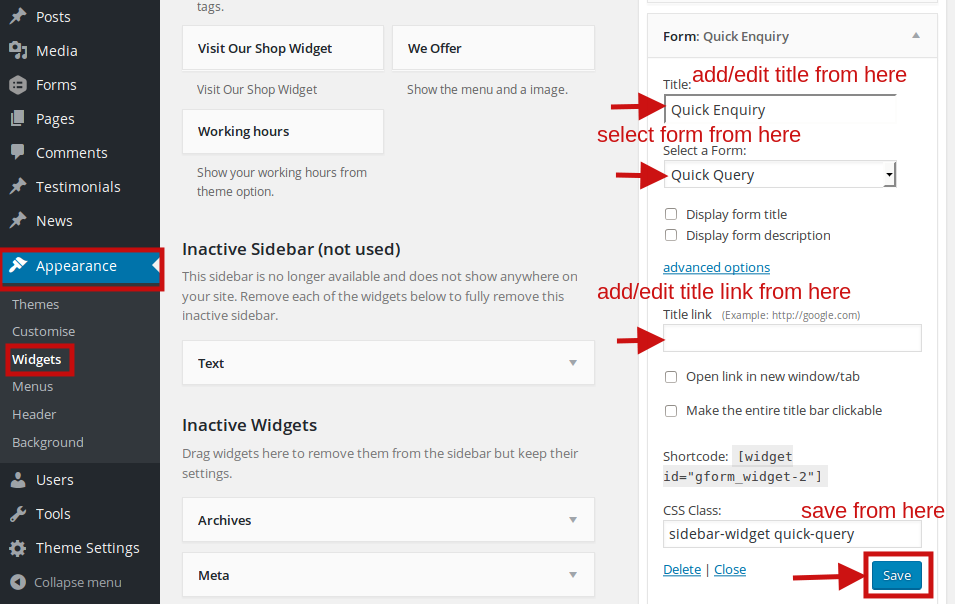 Posts
Media
Forms
Pages
Comments
Testimonials
News
Appearance
Themes
Customise
Widgets
Menus
Header
Background
Users
Tools
Theme Settings
Collapse menu
tags.
Visit Our Shop Widget
We Offer
Visit Our Shop Widget
Show the menu and a image.
Working hours
Show your working hours from
theme option.
Inactive Sidebar (not used)
This sidebar is no longer available and does not show anywhere on
your site. Remove each of the widgets below to fully remove this
inactive sidebar.
Text
Inactive Widgets
Drag widgets here to remove them from the sidebar but keep their
settings.
Archives
Meta
Form: Quick Enquiry
add/edit title from here
Title:
Quick Enquiry
select form from here
Select a Form:
Quick Query
Display form title
Display form description
advanced options
add/edit title link from here
Title link (Example: http://google.com)
Open link in new window/tab
Make the entire title bar clickable
Shortcode: [widget
id="gform_widget-2"]
CSS Class:
save from here
sidebar-widget quick-query
Delete | Close
Save